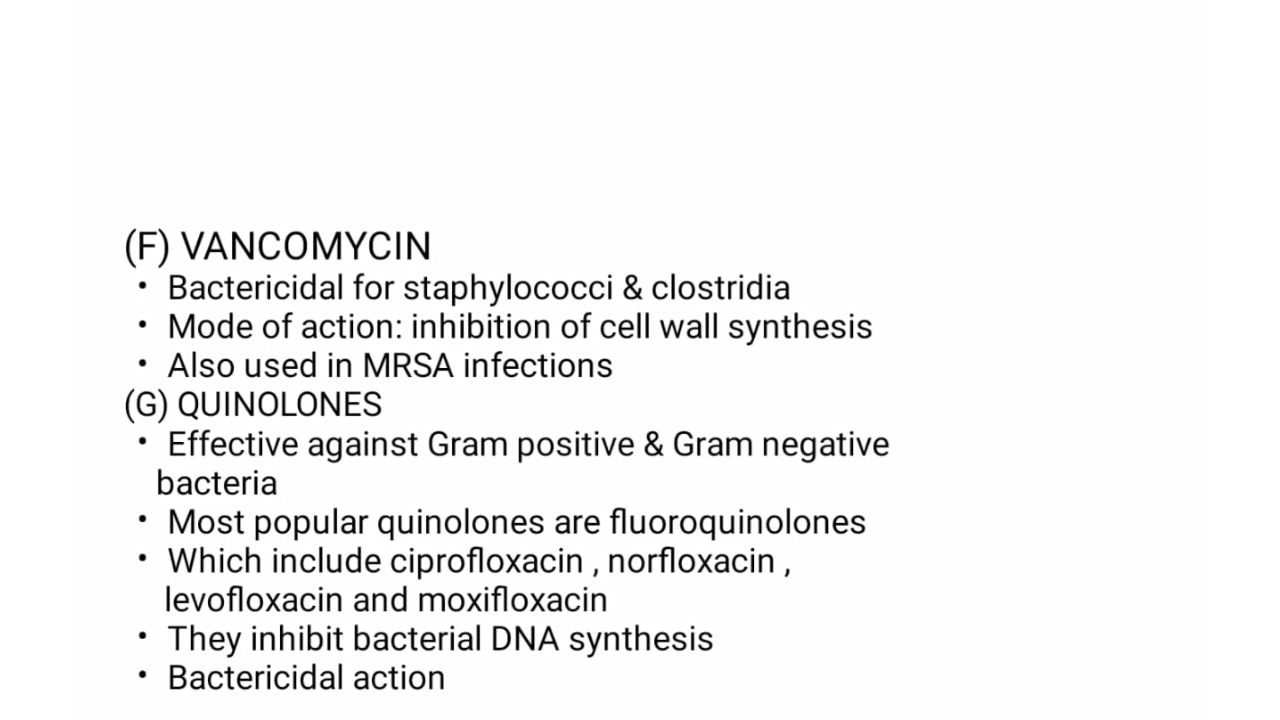 (F) VANCOMYCIN
• Bactericidal for staphylococci & clostridia
• Mode of action: inhibition of cell wall synthesis
• Also used in MRSA infections
(G) QUINOLONES
• Effective against Gram positive & Gram negative
bacteria
• Most popular quinolones are fluoroquinolones
• Which include ciprofloxacin , norfloxacin ,
levofloxacin and moxifloxacin
• They inhibit bacterial DNA synthesis
• Bactericidal action